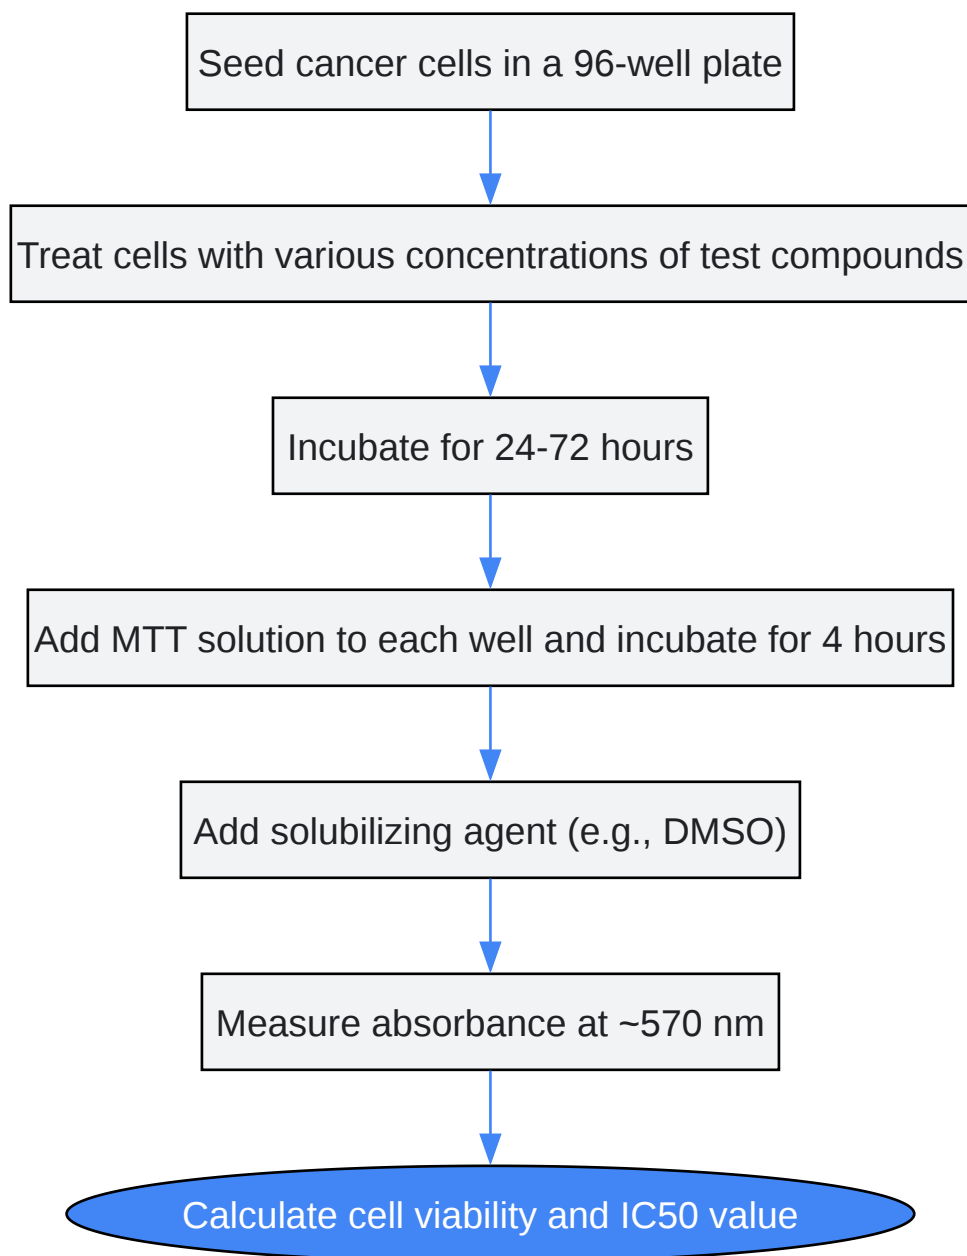 Seed cancer cells in a 96-well plate
Treat cells with various concentrations of test compounds
Incubate for 24-72 hours
Add MTT solution to each well and incubate for 4 hours
Add solubilizing agent (e.g., DMSO)
Measure absorbance at ~570 nm
Calculate cell viability and IC50 value